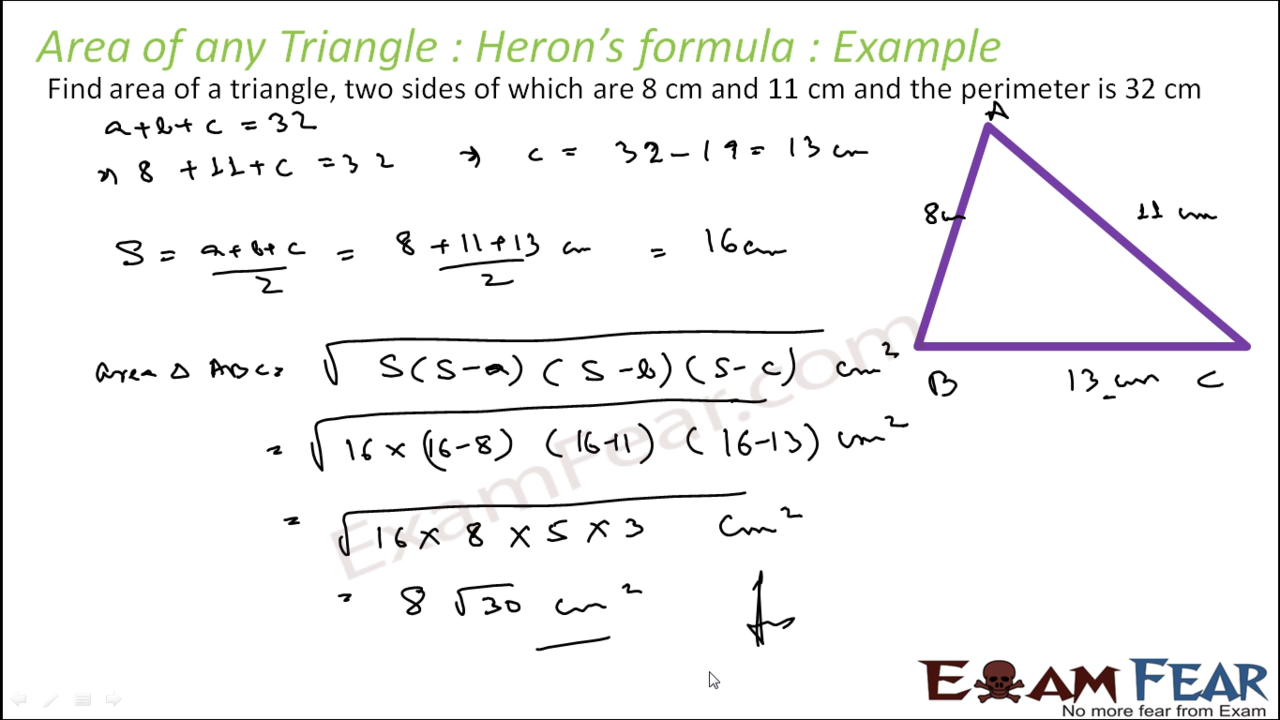 Area of any Triangle : Heron's formula : Example
Find area of a triangle, two sides of which are 8 cm and 11 cm and the perimeter is 32 cm
a+b+c = 32
⇒ 8 + 11 + c = 32 → c = 32 - 19 = 13 cm
S = a+b+c/2 = 8+11+13/2 cm = 16 cm
area Δ ABC = √S(S-a)(S-b)(S-c) cm²
= √16 × (16-8) (16-11) (16-13) cm²
= √16 × 8 × 5 × 3 cm²
= 8 √30 cm² Ans
A
8cm
11 cm
B
13 cm
C
ExamFear.com
EXAM FEAR
No more fear from Exam